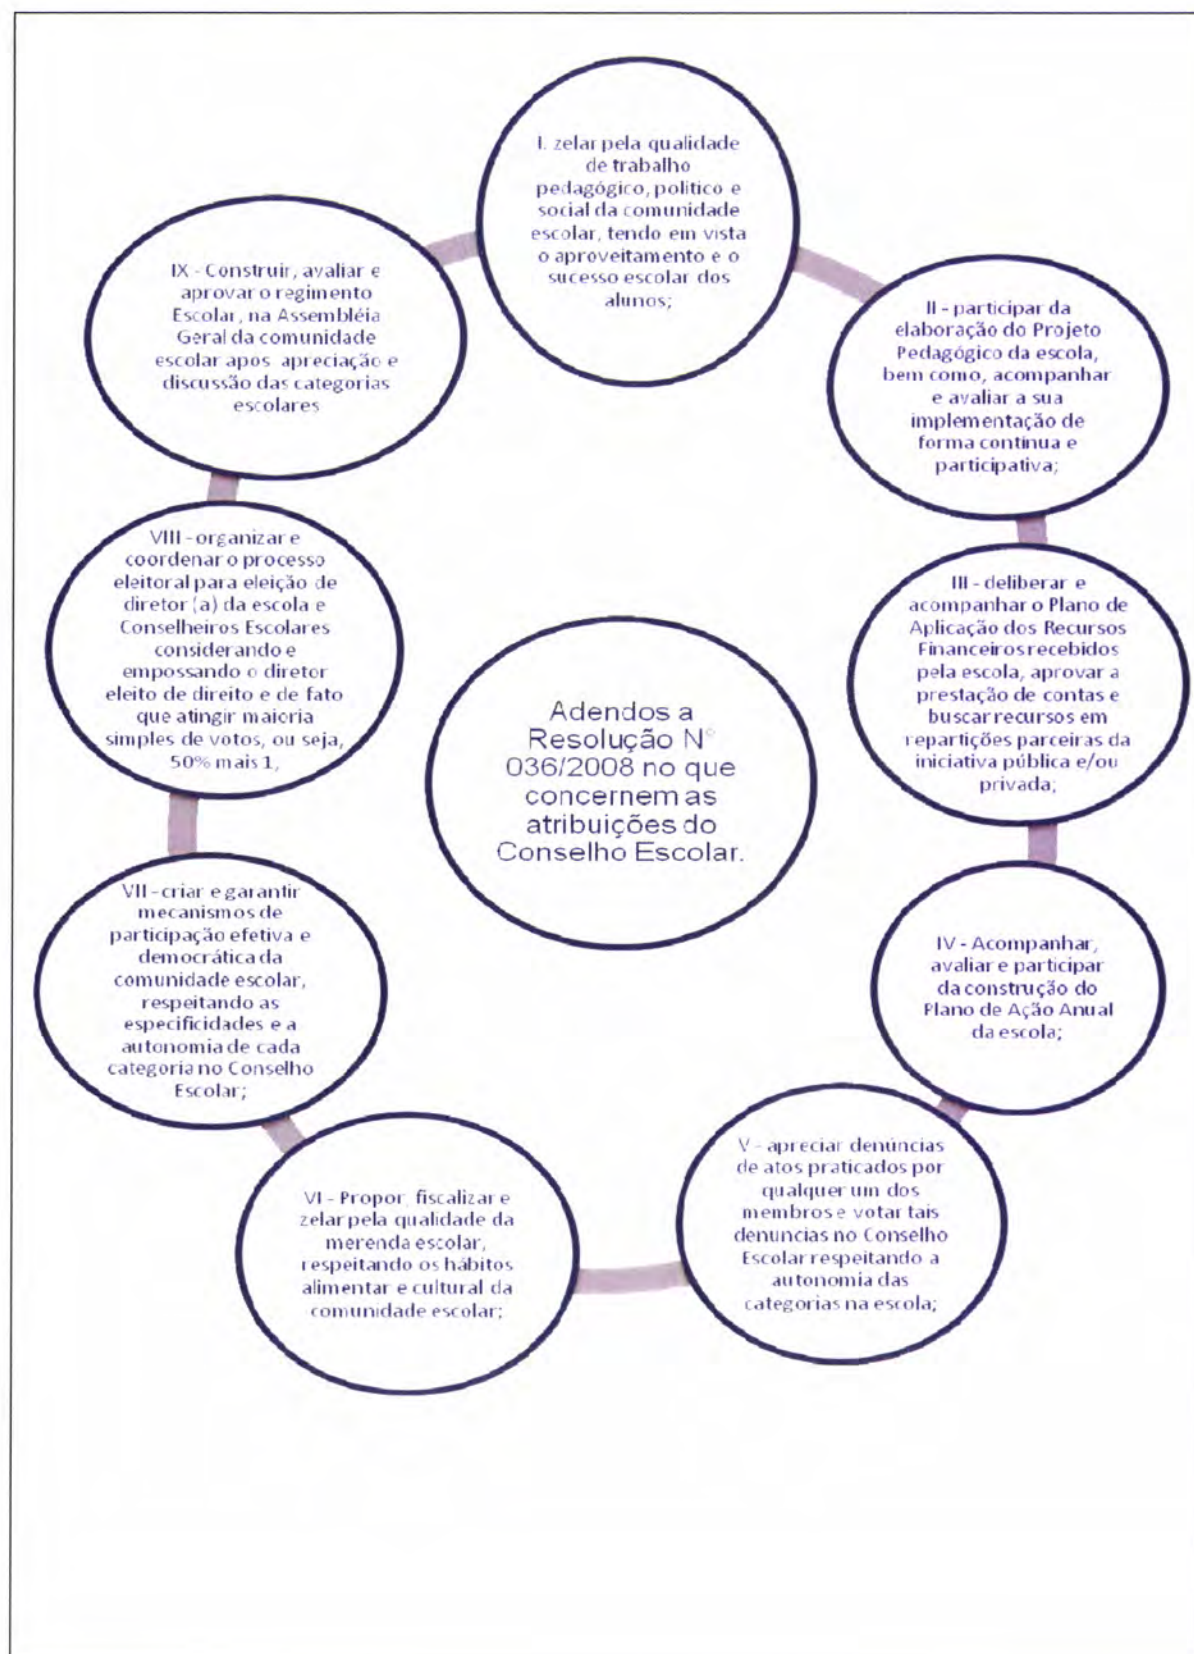 I. zelar pela qualidade
de trabalho
pedagógico, político e
social da comunidade
escolar, tendo em vista
o aproveitamento e o
sucesso escolar dos
alunos;
II - participar da
elaboração do Projeto
Pedagógico da escola,
bem como, acompanhar
e avaliar a sua
implementação de
forma continua e
participativa;
III - deliberar e
acompanhar o Plano de
Aplicação dos Recursos
Financeiros recebidos
pela escola, aprovar a
prestação de contas e
buscar recursos em
repartições parceiras da
iniciativa pública e/ou
privada;
IV - Acompanhar,
avaliar e participar
da construção do
Plano de Ação Anual
da escola;
V - apreciar denúncias
de atos praticados por
qualquer um dos
membros e votar tais
denuncias no Conselho
Escolar respeitando a
autonomia das
categorias na escola;
VI - Propor, fiscalizar e
zelar pela qualidade da
merenda escolar,
respeitando os hábitos
alimentar e cultural da
comunidade escolar;
VII - criar e garantir
mecanismos de
participação efetiva e
democrática da
comunidade escolar,
respeitando as
especificidades e a
autonomia de cada
categoria no Conselho
Escolar;
VIII - organizar e
coordenar o processo
eleitoral para eleição de
diretor (a) da escola e
Conselheiros Escolares
considerando e
empossando o diretor
eleito de direito e de fato
que atingir maioria
simples de votos, ou seja,
50% mais 1,
IX - Construir, avaliar e
aprovar o regimento
Escolar, na Assembléia
Geral da comunidade
escolar apos apreciação e
discussão das categorias
escolares
Adendos a
Resolução N°
036/2008 no que
concernem as
atribuições do
Conselho Escolar.